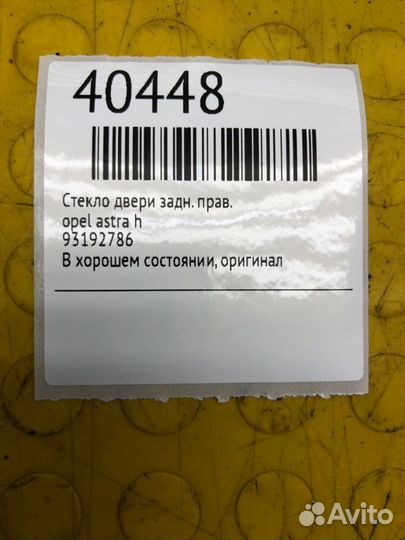 40448
Стекло двери задн. прав.
opel astra h
93192786
В хорошем состоянии, оригинал
Avito